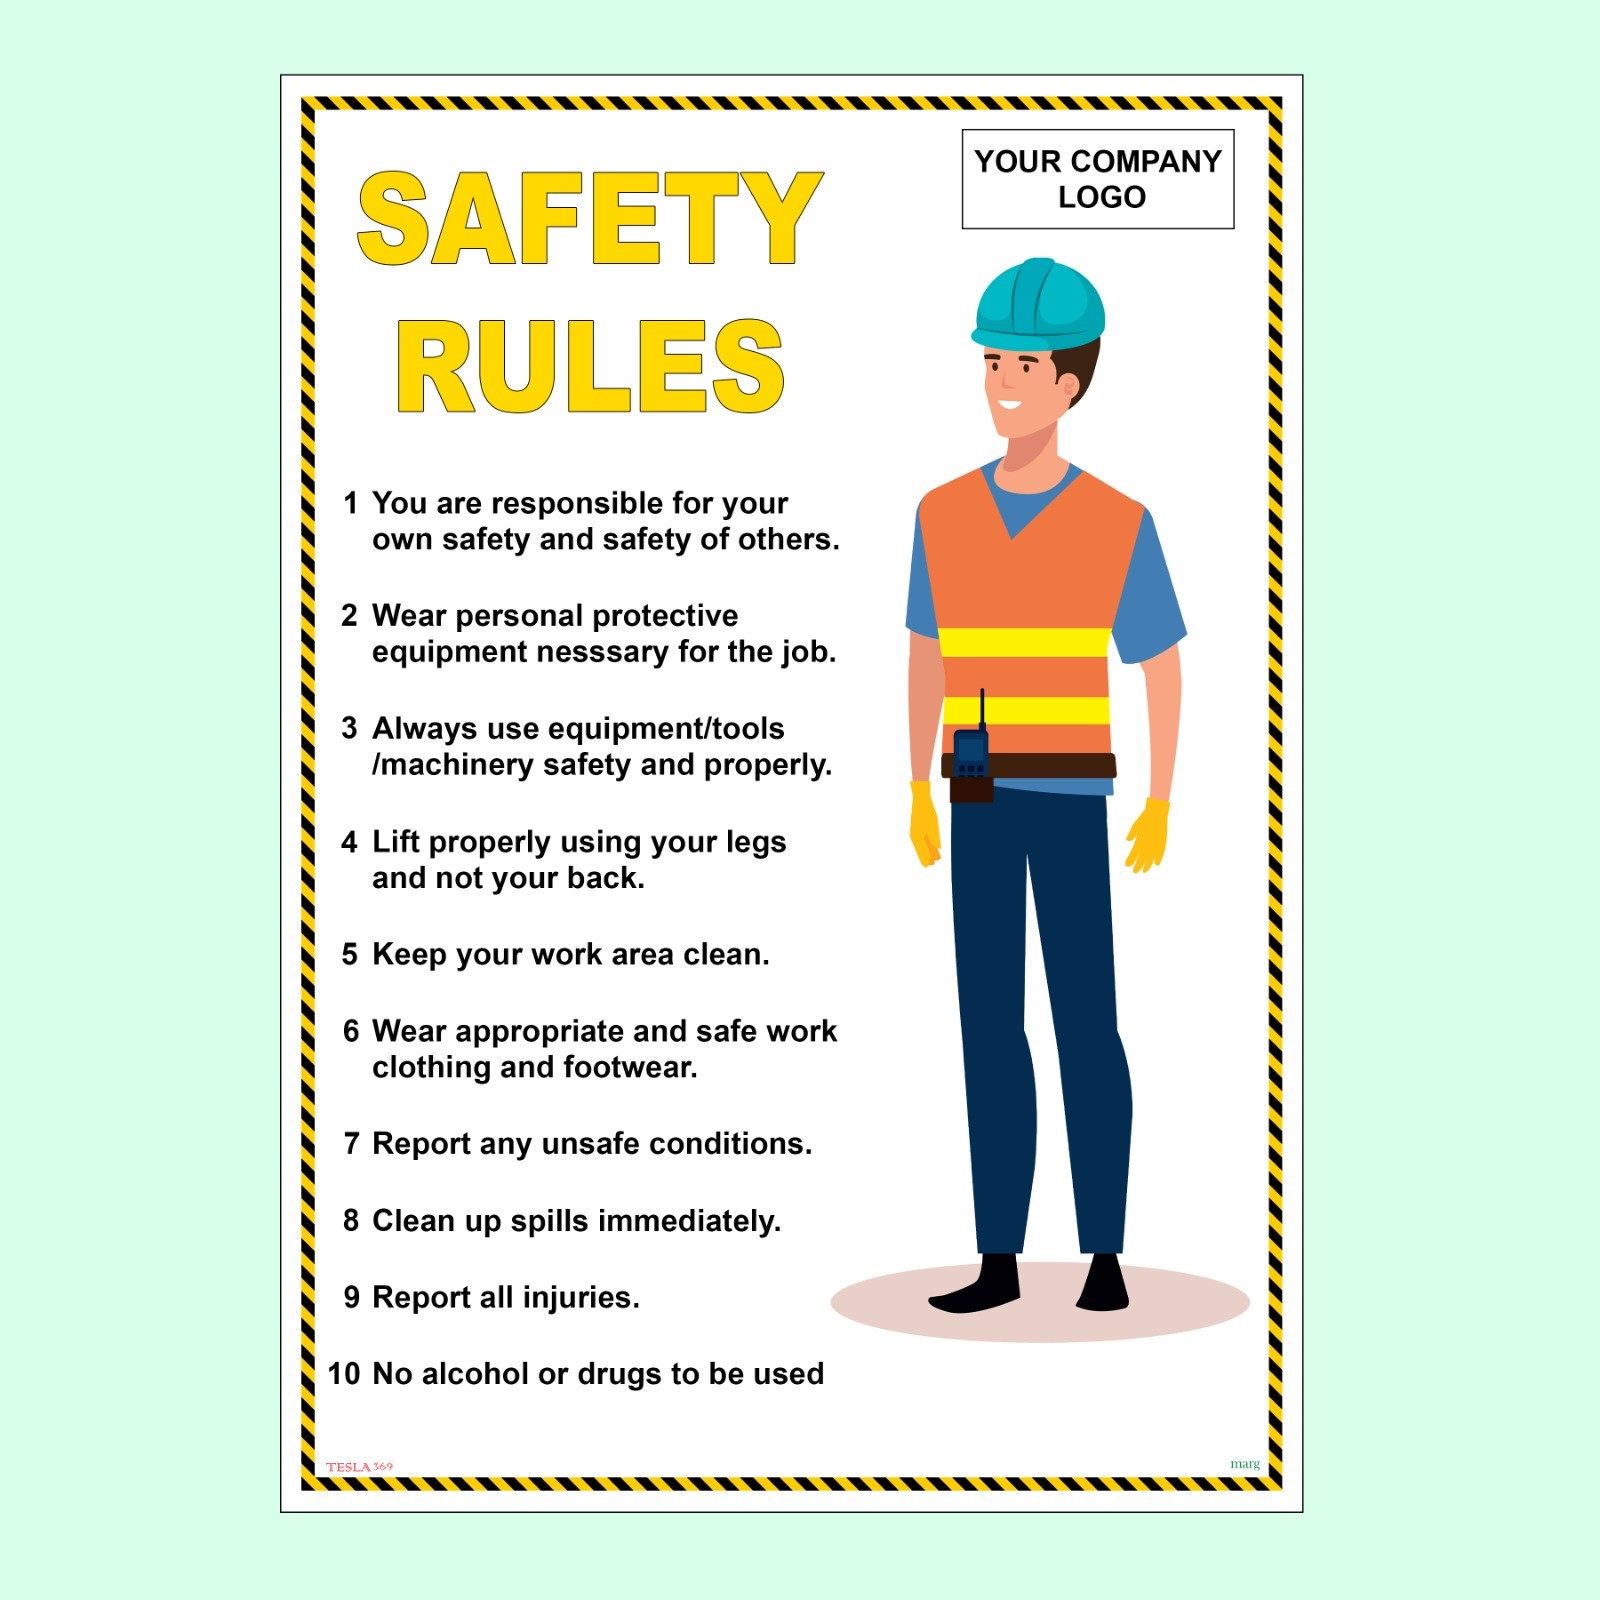 SAFETY
RULES
YOUR COMPANY
LOGO
1 You are responsible for your
own safety and safety of others.
2 Wear personal protective
equipment nesssary for the job.
3 Always use equipment/tools
/machinery safety and properly.
4 Lift properly using your legs
and not your back.
5 Keep your work area clean.
6 Wear appropriate and safe work
clothing and footwear.
7 Report any unsafe conditions.
8 Clean up spills immediately.
9 Report all injuries.
10 No alcohol or drugs to be used
TESLA 369
marg